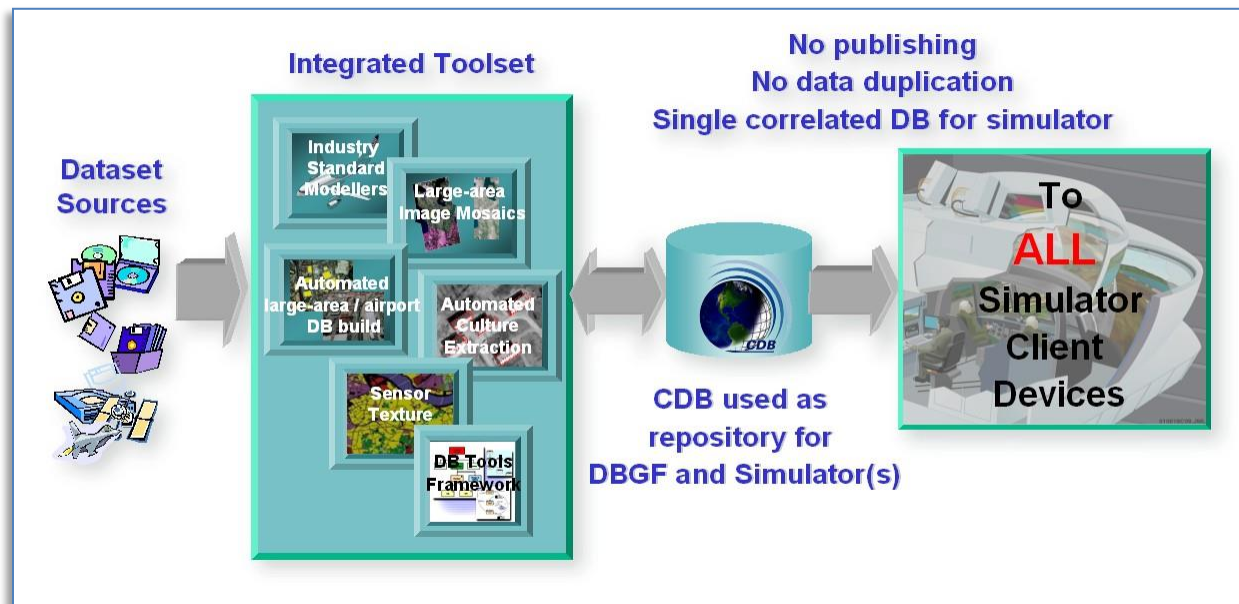 No publishing
No data duplication
Single correlated DB for simulator
Integrated Toolset
Dataset
Sources
Industry
Standard
Modellers
Large-area
Image Mosaics
Automated
large-area / airport
DB build
Automated
Culture
Extraction
Sensor
Texture
DB Tools
Framework
CDB
CDB used as
repository for
DBGF and Simulator(s)
To
ALL
Simulator
Client
Devices